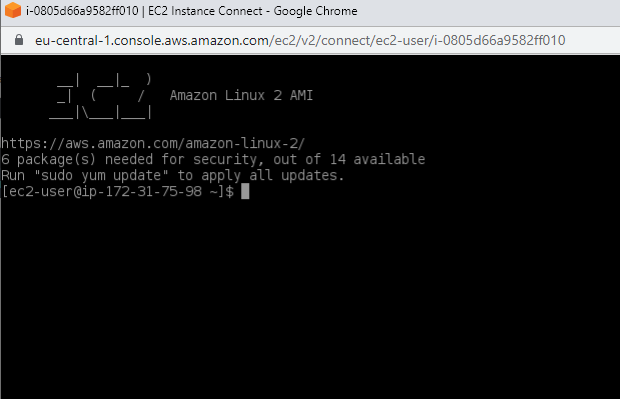 i-0805d66a9582ff010 | EC2 Instance Connect - Google Chrome
eu-central-1.console.aws.amazon.com/ec2/v2/connect/ec2-user/i-0805d66a9582ff010
       __|  __|_  )
       _|  (     /   Amazon Linux 2 AMI
      ___|\___|___|
https://aws.amazon.com/amazon-linux-2/
6 package(s) needed for security, out of 14 available
Run "sudo yum update" to apply all updates.
[ec2-user@ip-172-31-75-98 ~]$